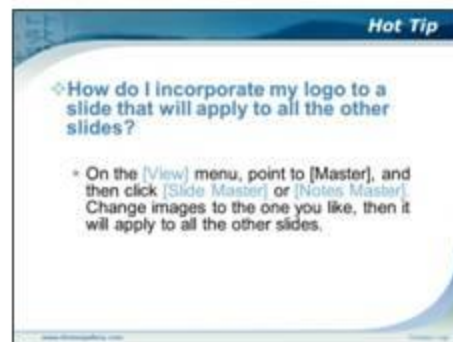 Hot Tip
How do I incorporate my logo to a
slide that will apply to all the other
slides?
On the [View] menu, point to [Master], and
then click [Slide Master] or [Notes Master].
Change images to the one you like, then it
will apply to all the other slides.